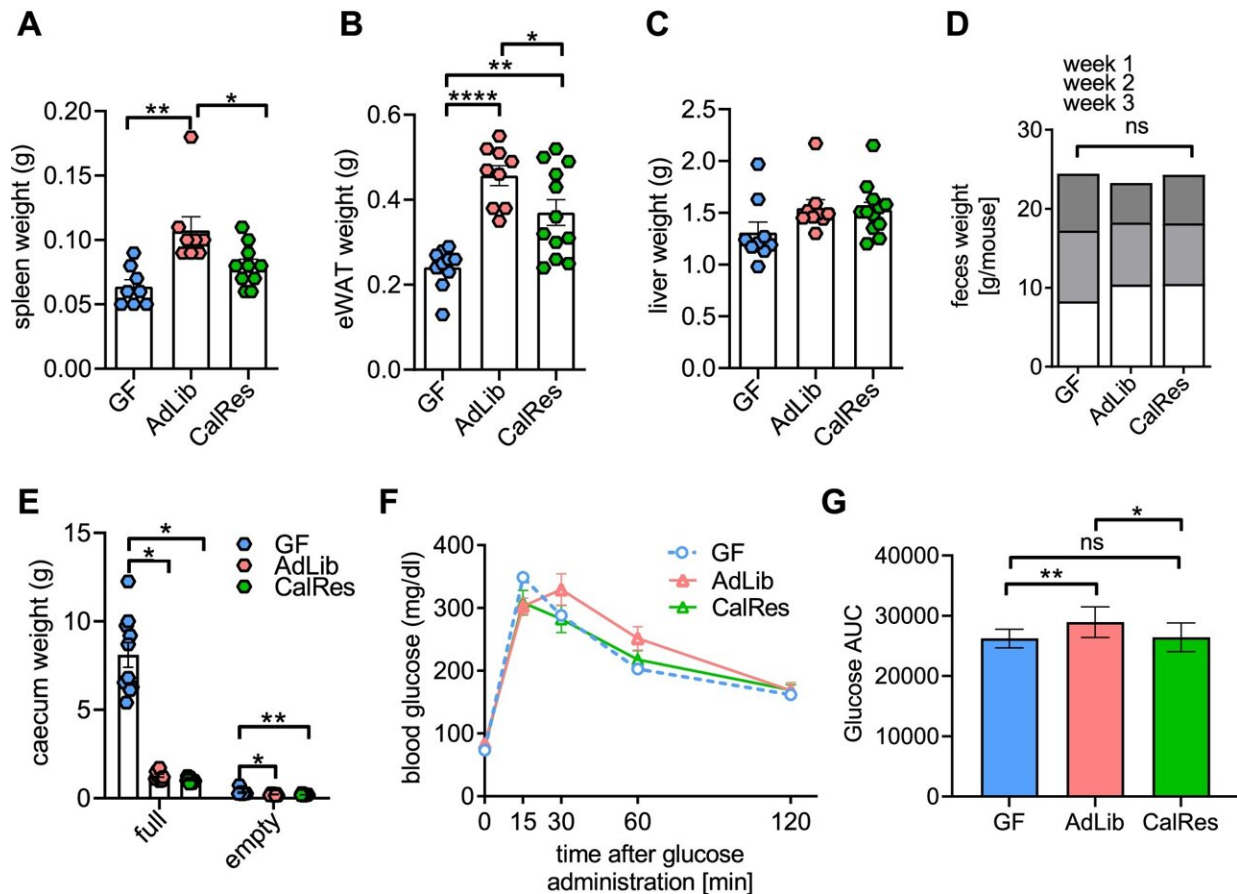 A
spleen weight (g)
0.20
0.15
0.10
0.05
0.00
**
*
GF
AdLib
CalRes
B
eWAT weight (g)
0.6
0.4
0.2
0.0
*
**
****
GF
AdLib
CalRes
C
liver weight (g)
2.5
2.0
1.5
1.0
0.5
0.0
GF
AdLib
CalRes
D
week 1
week 2
week 3
feces weight
[g/mouse]
30
20
10
0
ns
GF
AdLib
CalRes
E
caecum weight (g)
15
10
5
0
*
*
**
*
GF
AdLib
CalRes
full
empty
F
blood glucose (mg/dl)
400
300
200
100
0
GF
AdLib
CalRes
0 15 30 60 120
time after glucose
administration [min]
G
Glucose AUC
40000
30000
20000
10000
0
*
ns
**
GF
AdLib
CalRes